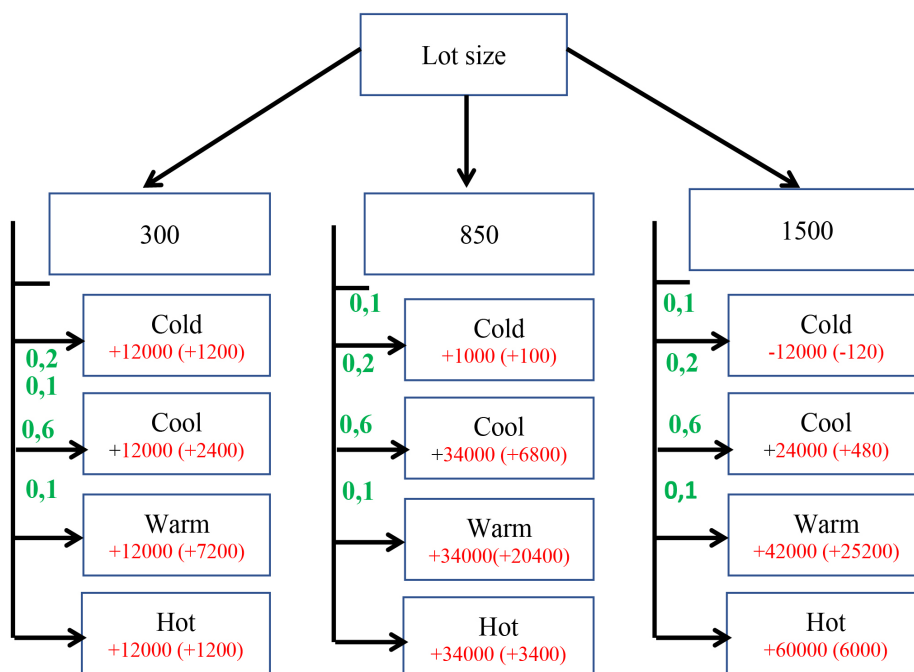 Lot size
300
0,2
0,1
0,6
0,1
Cold
+12000 (+1200)
Cool
+12000 (+2400)
Warm
+12000 (+7200)
Hot
+12000 (+1200)
850
0,1
0,2
0,6
0,1
Cold
+1000 (+100)
Cool
+34000 (+6800)
Warm
+34000(+20400)
Hot
+34000 (+3400)
1500
0,1
0,2
0,6
0,1
Cold
-12000 (-120)
Cool
+24000 (+480)
Warm
+42000 (+25200)
Hot
+60000 (6000)